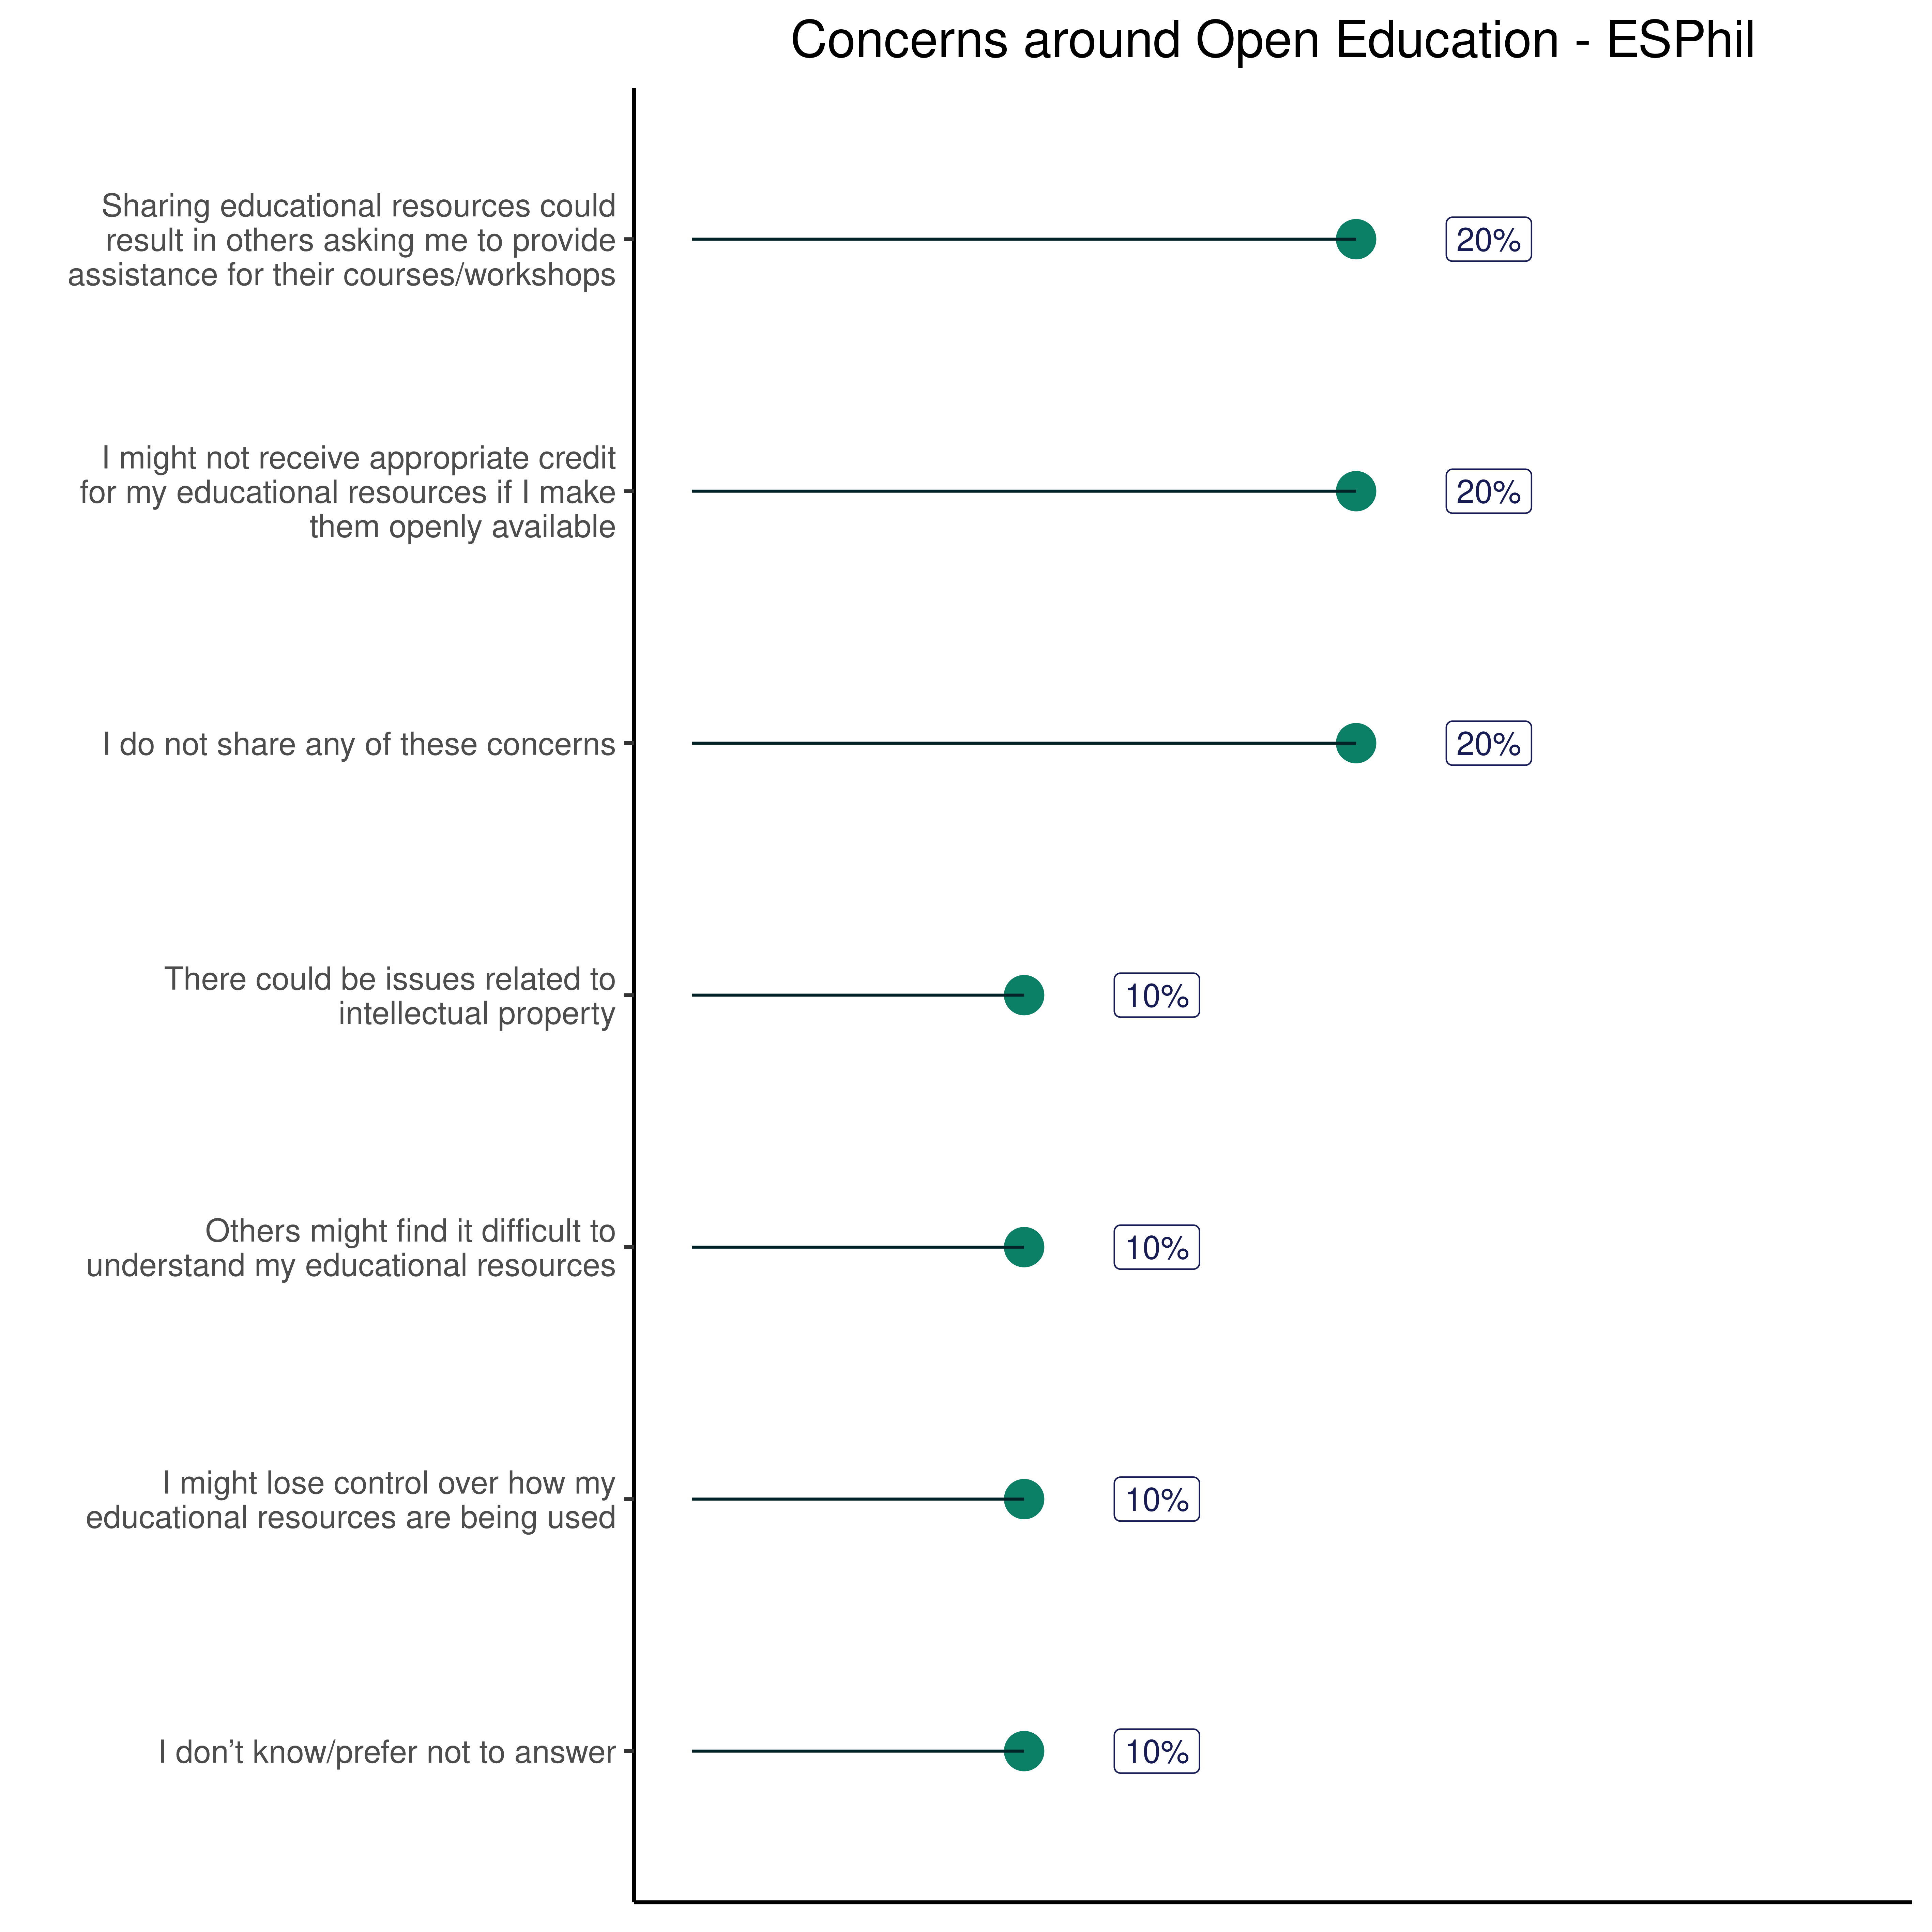 Concerns around Open Education - ESPhil
Sharing educational resources could
result in others asking me to provide
assistance for their courses/workshops
20%
I might not receive appropriate credit
for my educational resources if I make
them openly available
20%
I do not share any of these concerns
20%
There could be issues related to
intellectual property
10%
Others might find it difficult to
understand my educational resources
10%
I might lose control over how my
educational resources are being used
10%
I don’t know/prefer not to answer
10%